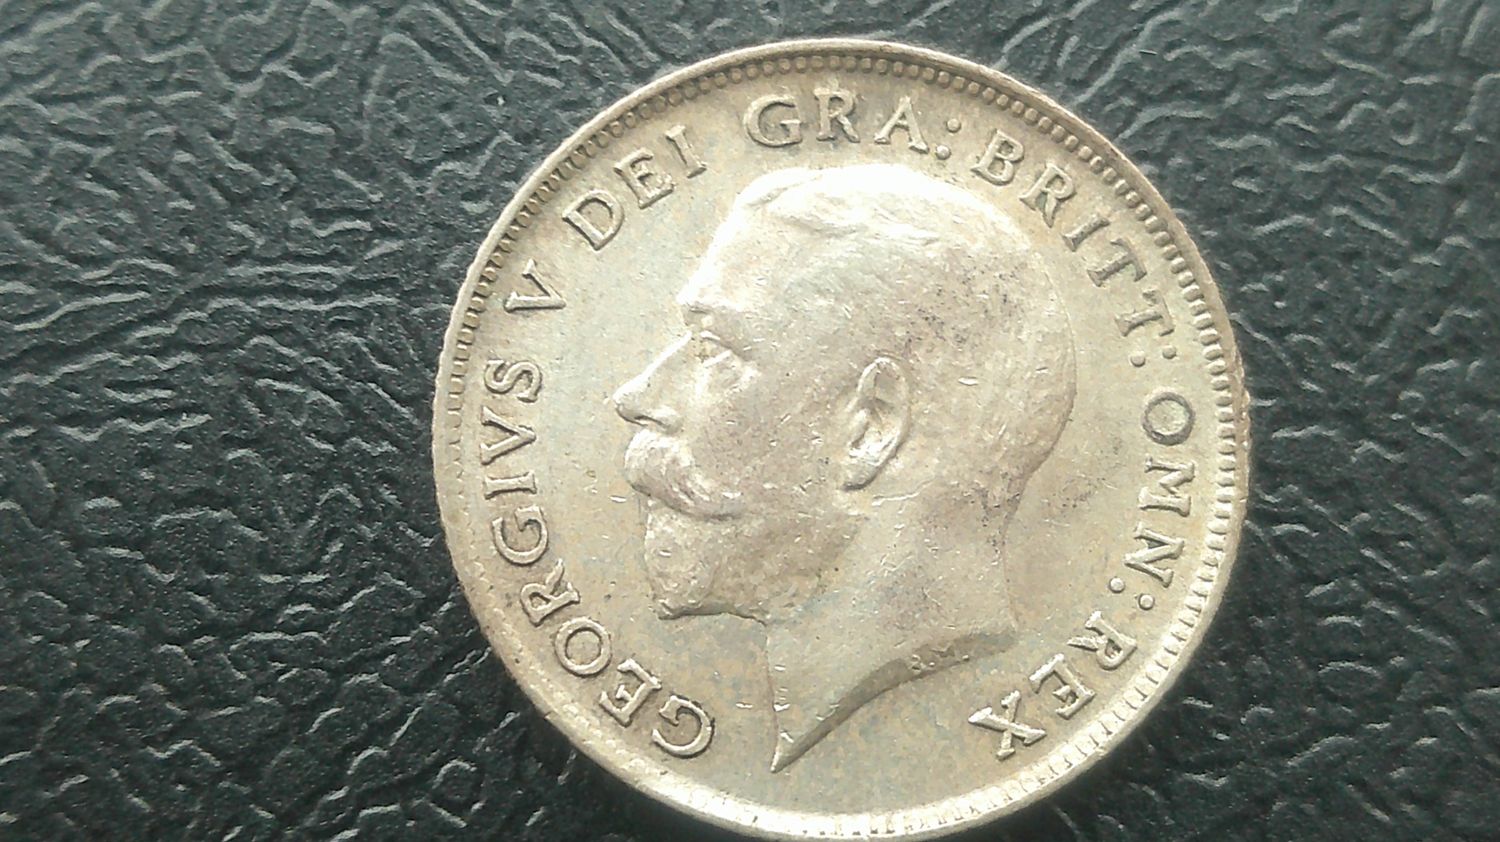 GEORGIVS V DEI GRA: BRITT: OMN: REX
B.M